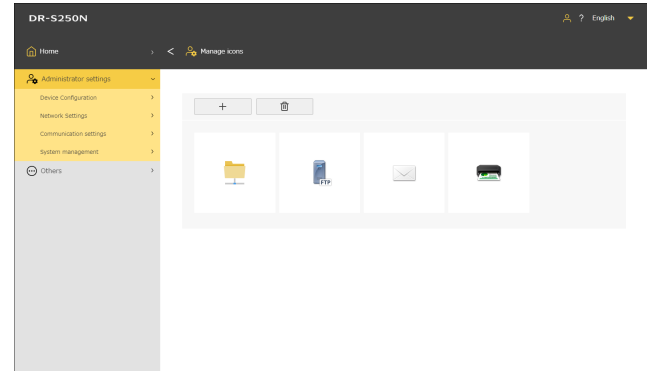 DR-S250N
? English
Home
Manage icons
Administrator settings
Device Configuration
Network Settings
Communication settings
System management
Others
FTP